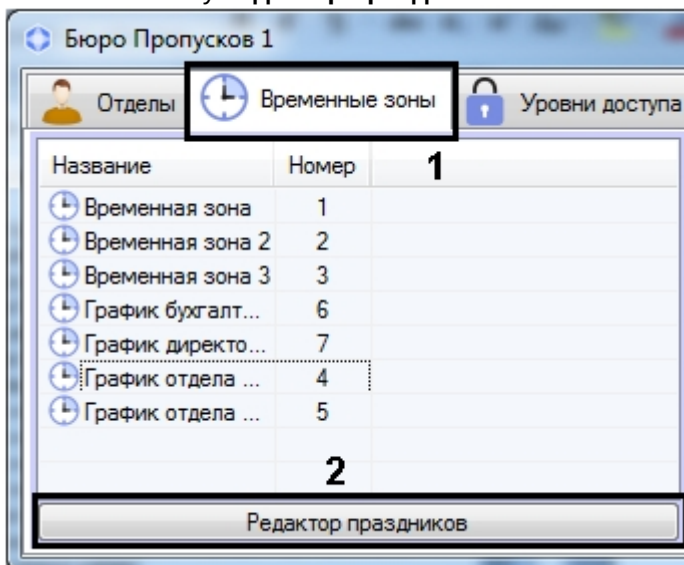 Бюро Пропусков 1
Отделы Временные зоны Уровни доступа
Название Номер 1
Временная зона 1
Временная зона 2 2
Временная зона 3 3
График бухгалт... 6
График директо... 7
График отдела ... 4
График отдела ... 5
2
Редактор праздников